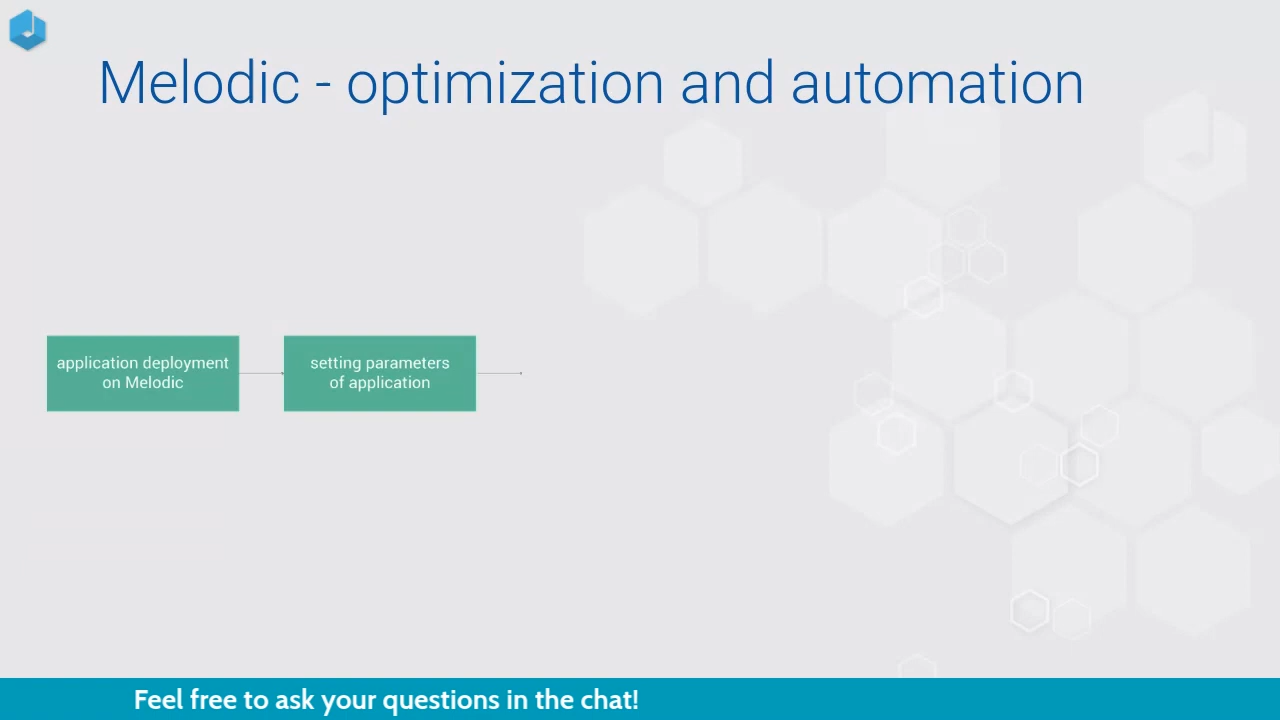 Melodic - optimization and automation
application deployment
on Melodic
setting parameters
of application
Feel free to ask your questions in the chat!